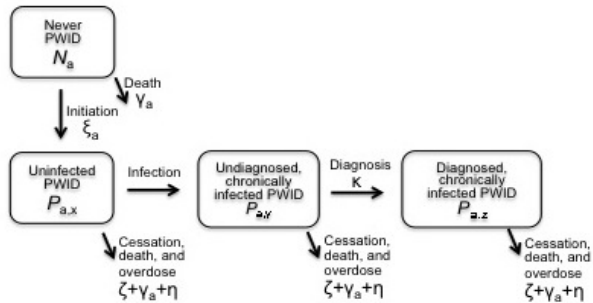 Never
PWID
Nₐ
Death
γₐ
Initiation
ξₐ
Uninfected
PWID
Pₐ,ₓ
Infection
Undiagnosed,
chronically
infected PWID
Pa,y
Diagnosis
κ
Diagnosed,
chronically
infected PWID
Pa,z
Cessation,
death, and
overdose
ζ+γₐ+η
Cessation,
death, and
overdose
ζ+γₐ+η
Cessation,
death, and
overdose
ζ+γₐ+η